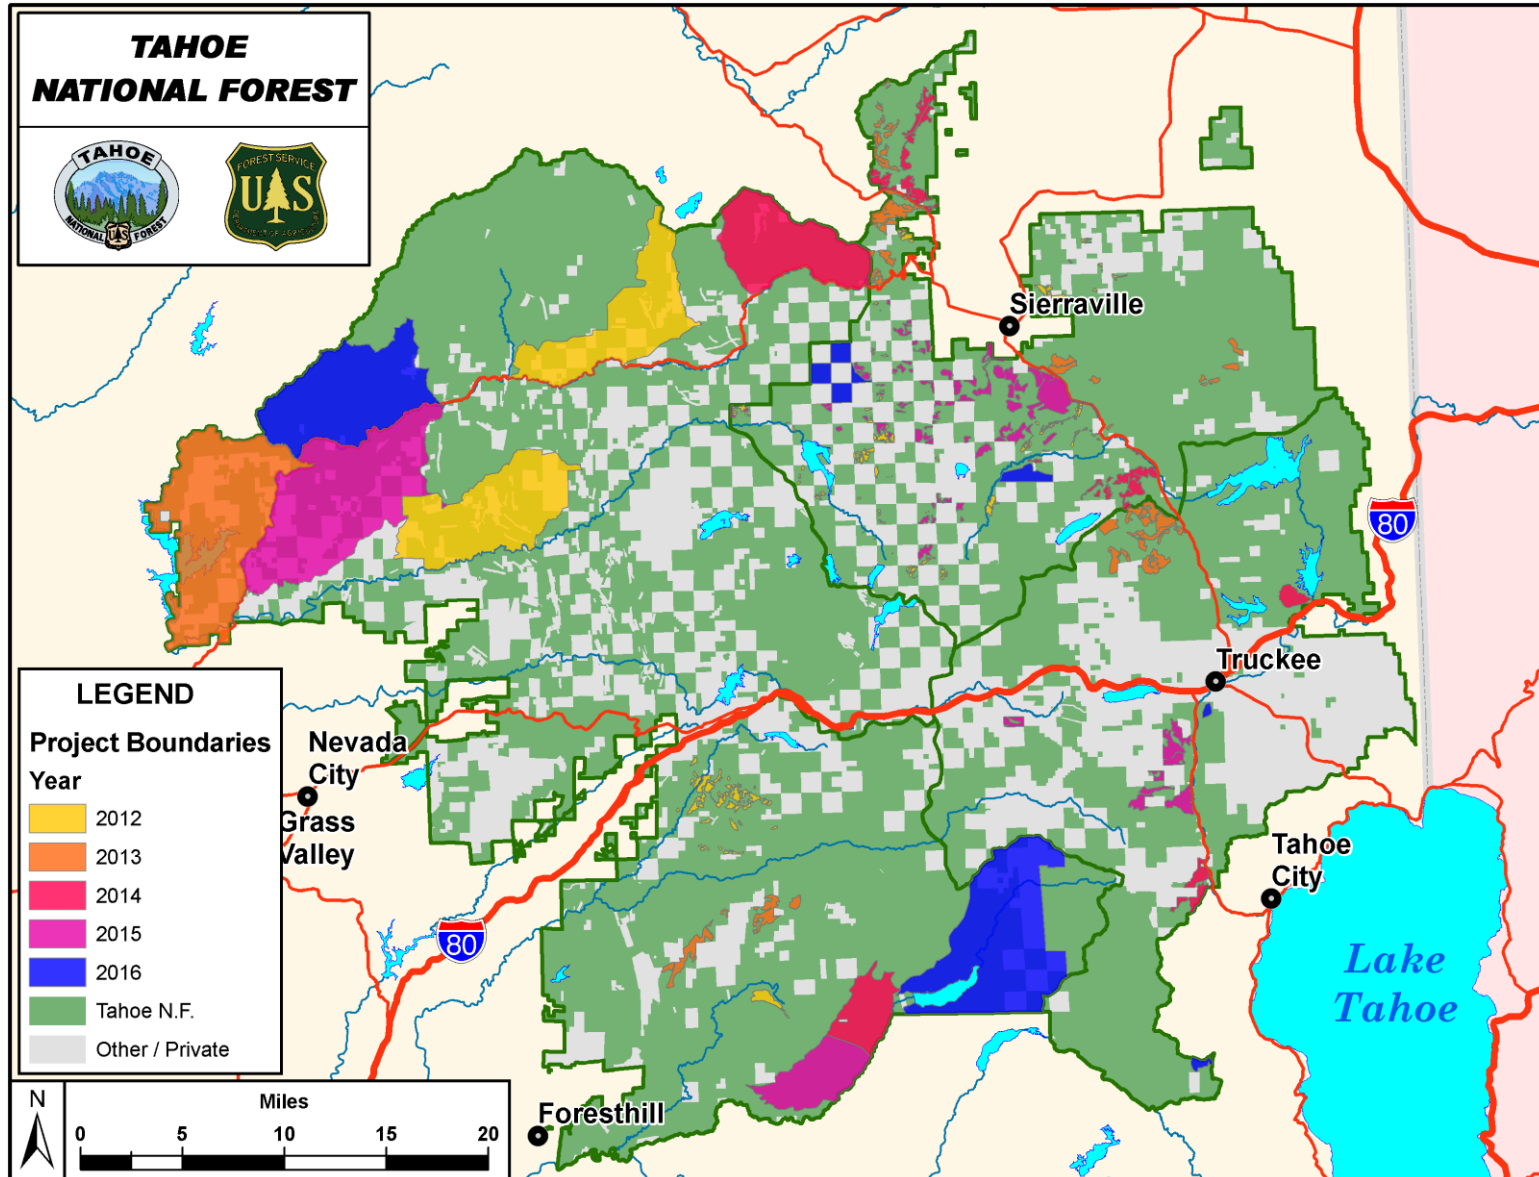 TAHOE
NATIONAL FOREST
TAHOE
NATIONAL FOREST
UAS
FOREST SERVICE
U S
DEPARTMENT OF AGRICULTURE
Sierraville
80
Truckee
Nevada
City
Grass
Valley
Tahoe
City
80
Lake
Tahoe
Foresthill
LEGEND
Project Boundaries
Year
2012
2013
2014
2015
2016
Tahoe N.F.
Other / Private
N
Miles
0 5 10 15 20